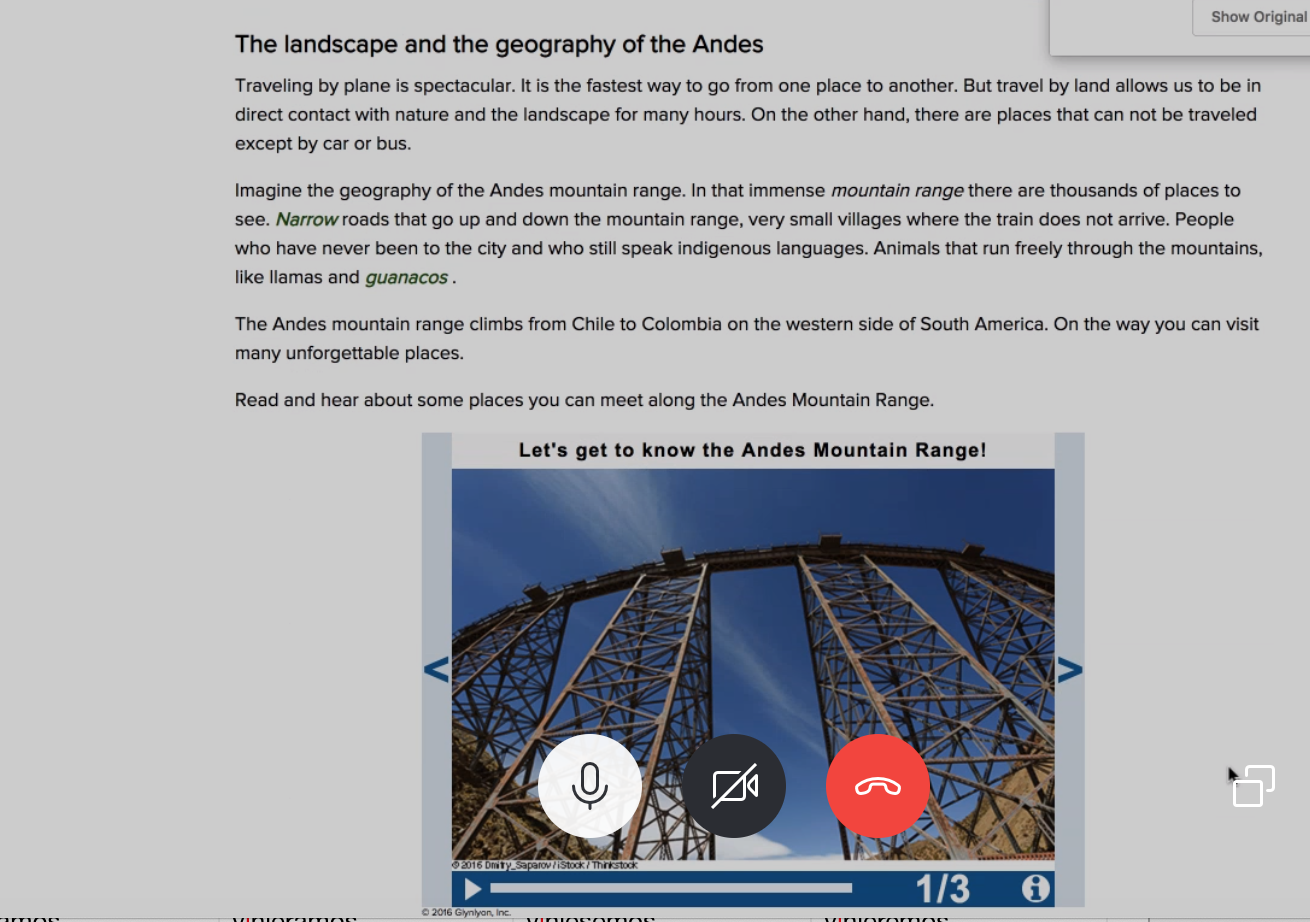 Show Original
The landscape and the geography of the Andes
Traveling by plane is spectacular. It is the fastest way to go from one place to another. But travel by land allows us to be in
direct contact with nature and the landscape for many hours. On the other hand, there are places that can not be traveled
except by car or bus.
Imagine the geography of the Andes mountain range. In that immense mountain range there are thousands of places to
see. Narrow roads that go up and down the mountain range, very small villages where the train does not arrive. People
who have never been to the city and who still speak indigenous languages. Animals that run freely through the mountains,
like llamas and guanacos .
The Andes mountain range climbs from Chile to Colombia on the western side of South America. On the way you can visit
many unforgettable places.
Read and hear about some places you can meet along the Andes Mountain Range.
Let's get to know the Andes Mountain Range!
<
>
© 2016 Dmitry_Saparov / iStock / Thinkstock
1/3
© 2016 Glynlyon, Inc.